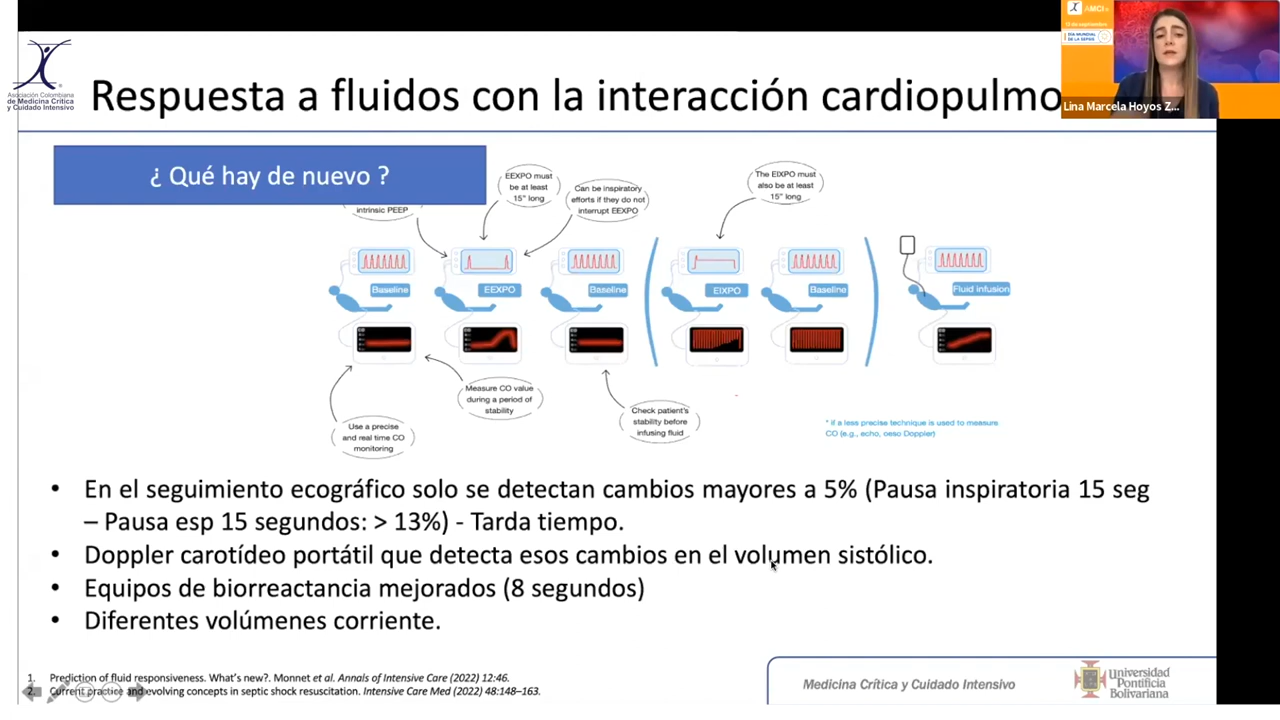 AMCI
DÍA MUNDIAL
DE LA SEPSIS
Lina Marcela Hoyos Z...
Asociación Colombiana
de Medicina Crítica
y Cuidado Intensivo
Respuesta a fluidos con la interacción cardiopulmo
¿ Qué hay de nuevo ?
intrinsic PEEP
EEXPO must
be at least
15" long
Can be inspiratory
efforts if they do not
interrupt EEXPO
The EIXPO must
also be at least
15" long
Baseline
EEXPO
Baseline
EIXPO
Baseline
Fluid infusion
Use a precise
and real time CO
monitoring
Measure CO value
during a period of
stability
Check patient's
stability before
infusing fluid
* if a less precise technique is used to measure
CO (e.g., echo, oeso Doppler)
• En el seguimiento ecográfico solo se detectan cambios mayores a 5% (Pausa inspiratoria 15 seg
– Pausa esp 15 segundos: > 13%) - Tarda tiempo.
• Doppler carotídeo portátil que detecta esos cambios en el volumen sistólico.
• Equipos de biorreactancia mejorados (8 segundos)
• Diferentes volúmenes corriente.
1. Prediction of fluid responsiveness. What's new?. Monnet et al. Annals of Intensive Care (2022) 12:46.
2. Current practice and evolving concepts in septic shock resuscitation. Intensive Care Med (2022) 48:148–163.
Medicina Crítica y Cuidado Intensivo
Universidad
Pontificia
Bolivariana